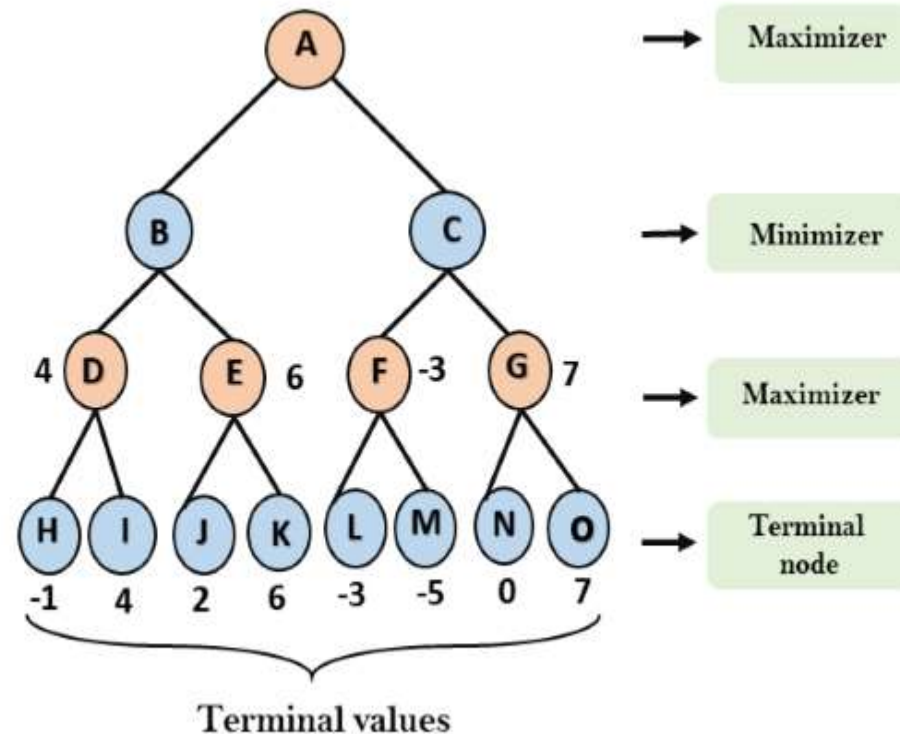 A
Maximizer
B
C
Minimizer
4
D
E
6
F
-3
G
7
Maximizer
H
I
J
K
L
M
N
O
Terminal
node
-1
4
2
6
-3
-5
0
7
Terminal values